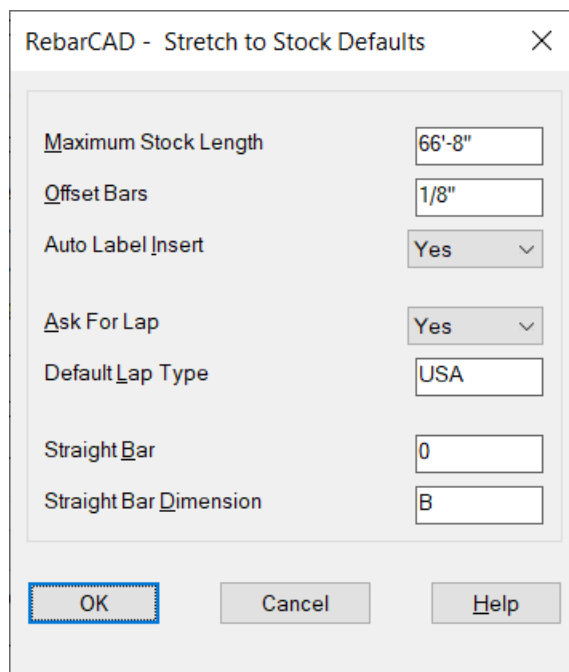 RebarCAD - Stretch to Stock Defaults
Maximum Stock Length 66'-8"
Offset Bars 1/8"
Auto Label Insert Yes
Ask For Lap Yes
Default Lap Type USA
Straight Bar 0
Straight Bar Dimension B
OK Cancel Help